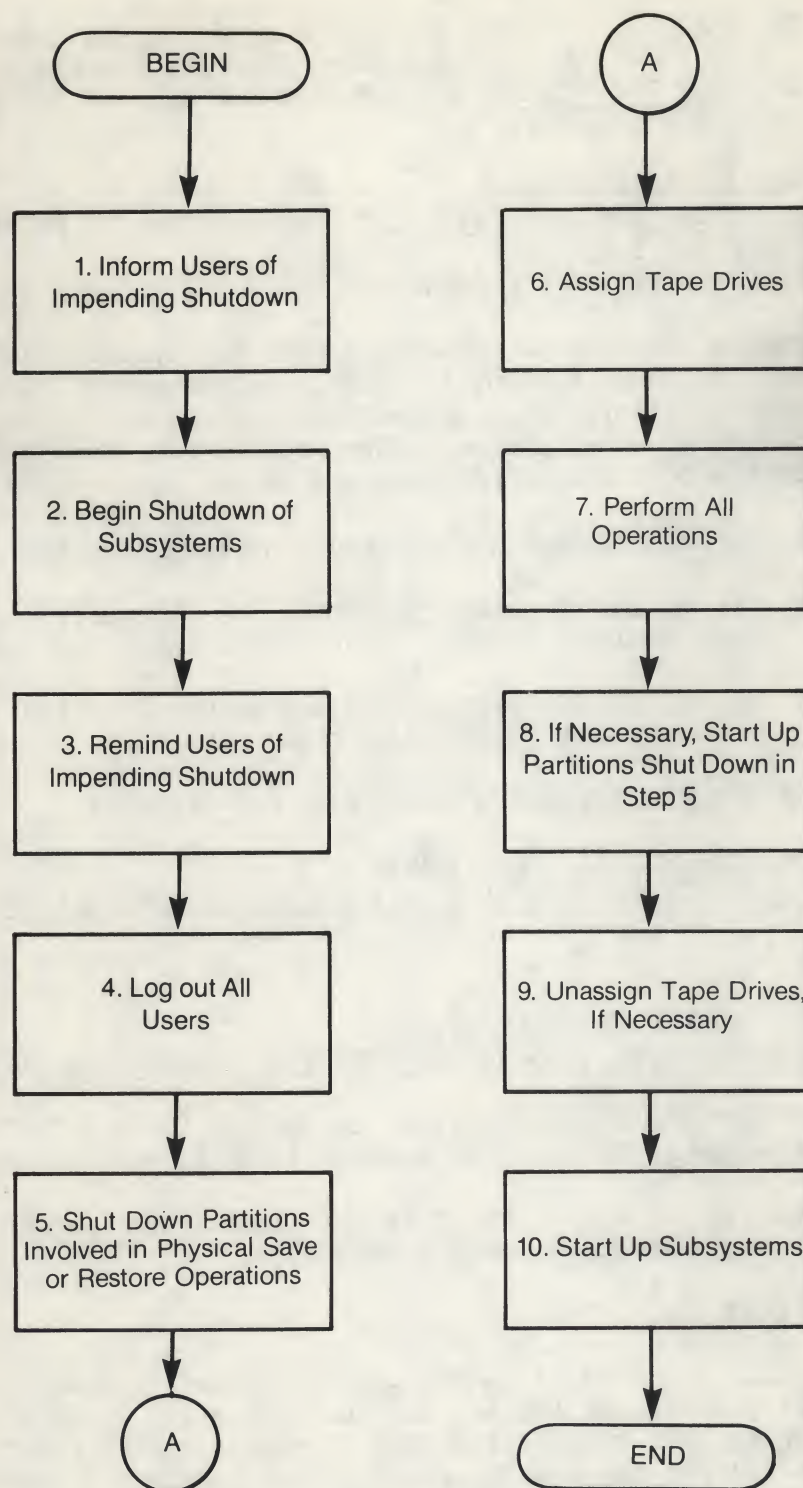 BEGIN
1. Inform Users of
Impending Shutdown
2. Begin Shutdown of
Subsystems
3. Remind Users of
Impending Shutdown
4. Log out All
Users
5. Shut Down Partitions
Involved in Physical Save
or Restore Operations
A
A
6. Assign Tape Drives
7. Perform All
Operations
8. If Necessary, Start Up
Partitions Shut Down in
Step 5
9. Unassign Tape Drives,
If Necessary
10. Start Up Subsystems
END